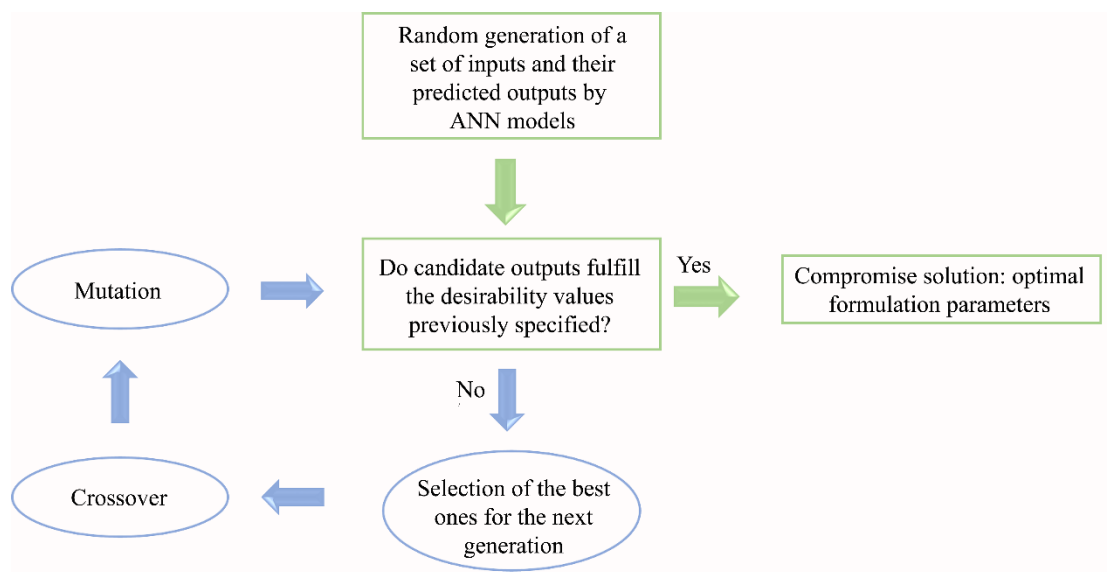 Random generation of a
set of inputs and their
predicted outputs by
ANN models
Do candidate outputs fulfill
the desirability values
previously specified?
Yes
Compromise solution: optimal
formulation parameters
No
Selection of the best
ones for the next
generation
Crossover
Mutation